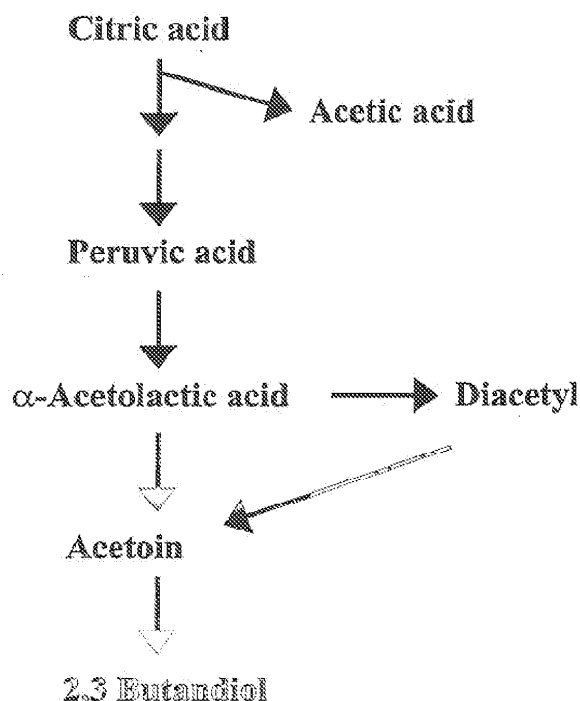 Citric acid
Acetic acid
Peruvic acid
α-Acetolactic acid
Diacetyl
Acetoin
2.3 Butandiol